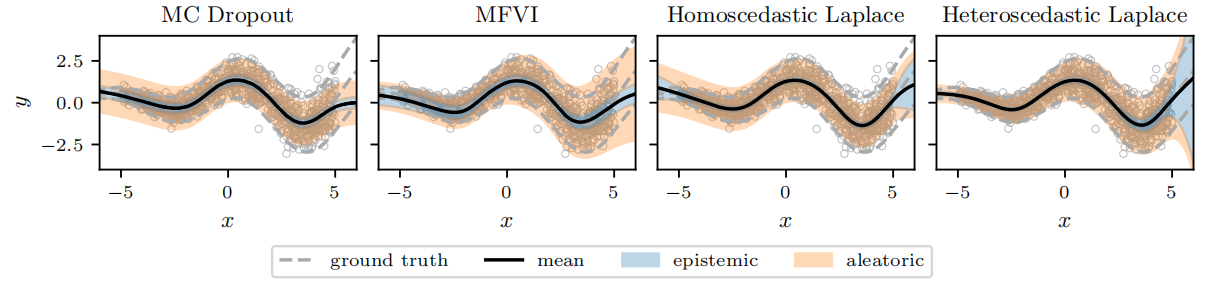 MC Dropout MFVI Homoscedastic Laplace Heteroscedastic Laplace
2.5
0.0
−2.5
y
−5 0 5 −5 0 5 −5 0 5 −5 0 5
x x x x
ground truth mean epistemic aleatoric